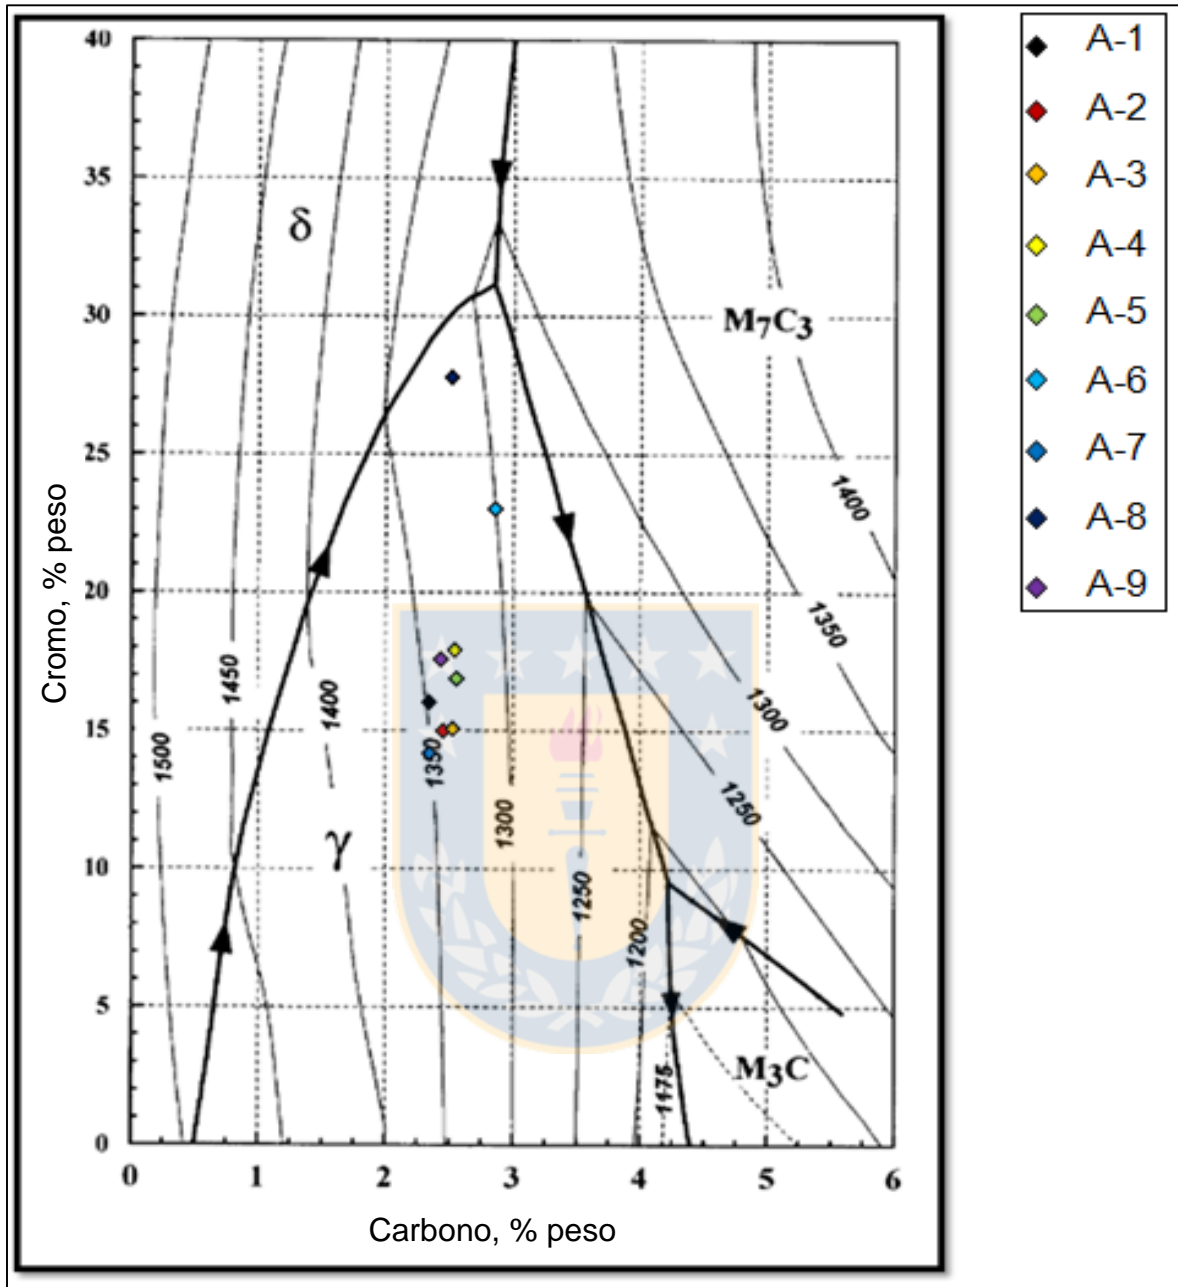 40
35
30
25
20
15
10
5
0
0 1 2 3 4 5 6
Cromo, % peso
Carbono, % peso
δ
γ
M7C3
M3C
1500
1450
1400
1350
1300
1250
1200
1175
1400
1350
1300
1250
A-1
A-2
A-3
A-4
A-5
A-6
A-7
A-8
A-9